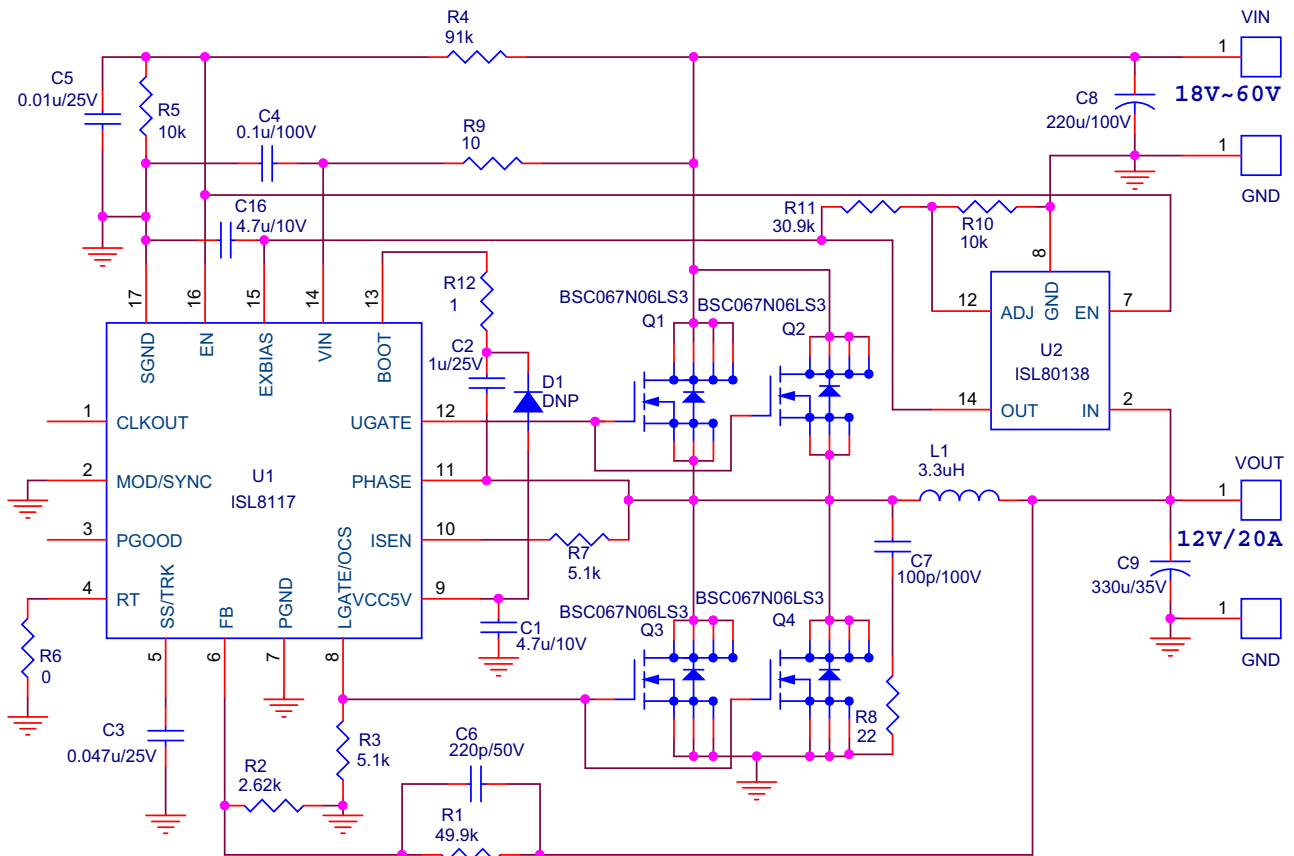 R4
91k
VIN
1
18V~60V
C5
0.01u/25V
R5
10k
C4
0.1u/100V
R9
10
C8
220u/100V
1
GND
C16
4.7u/10V
R11
30.9k
R10
10k
8
17
16
15
14
13
R12
1
BSC067N06LS3
Q1
BSC067N06LS3
Q2
12
ADJ
GND
EN
7
U2
ISL80138
14
OUT
IN
2
SGND
EN
EXBIAS
VIN
BOOT
C2
1u/25V
D1
DNP
1
CLKOUT
UGATE
12
2
MOD/SYNC
U1
ISL8117
PHASE
11
3
PGOOD
ISEN
10
4
RT
VCC5V
9
SS/TRK
FB
PGND
LGATE/OCS
5
6
7
8
L1
3.3uH
VOUT
1
12V/20A
R7
5.1k
C7
100p/100V
C9
330u/35V
1
GND
C1
4.7u/10V
BSC067N06LS3
Q3
BSC067N06LS3
Q4
R6
0
C3
0.047u/25V
R2
2.62k
R3
5.1k
C6
220p/50V
R8
22
R1
49.9k